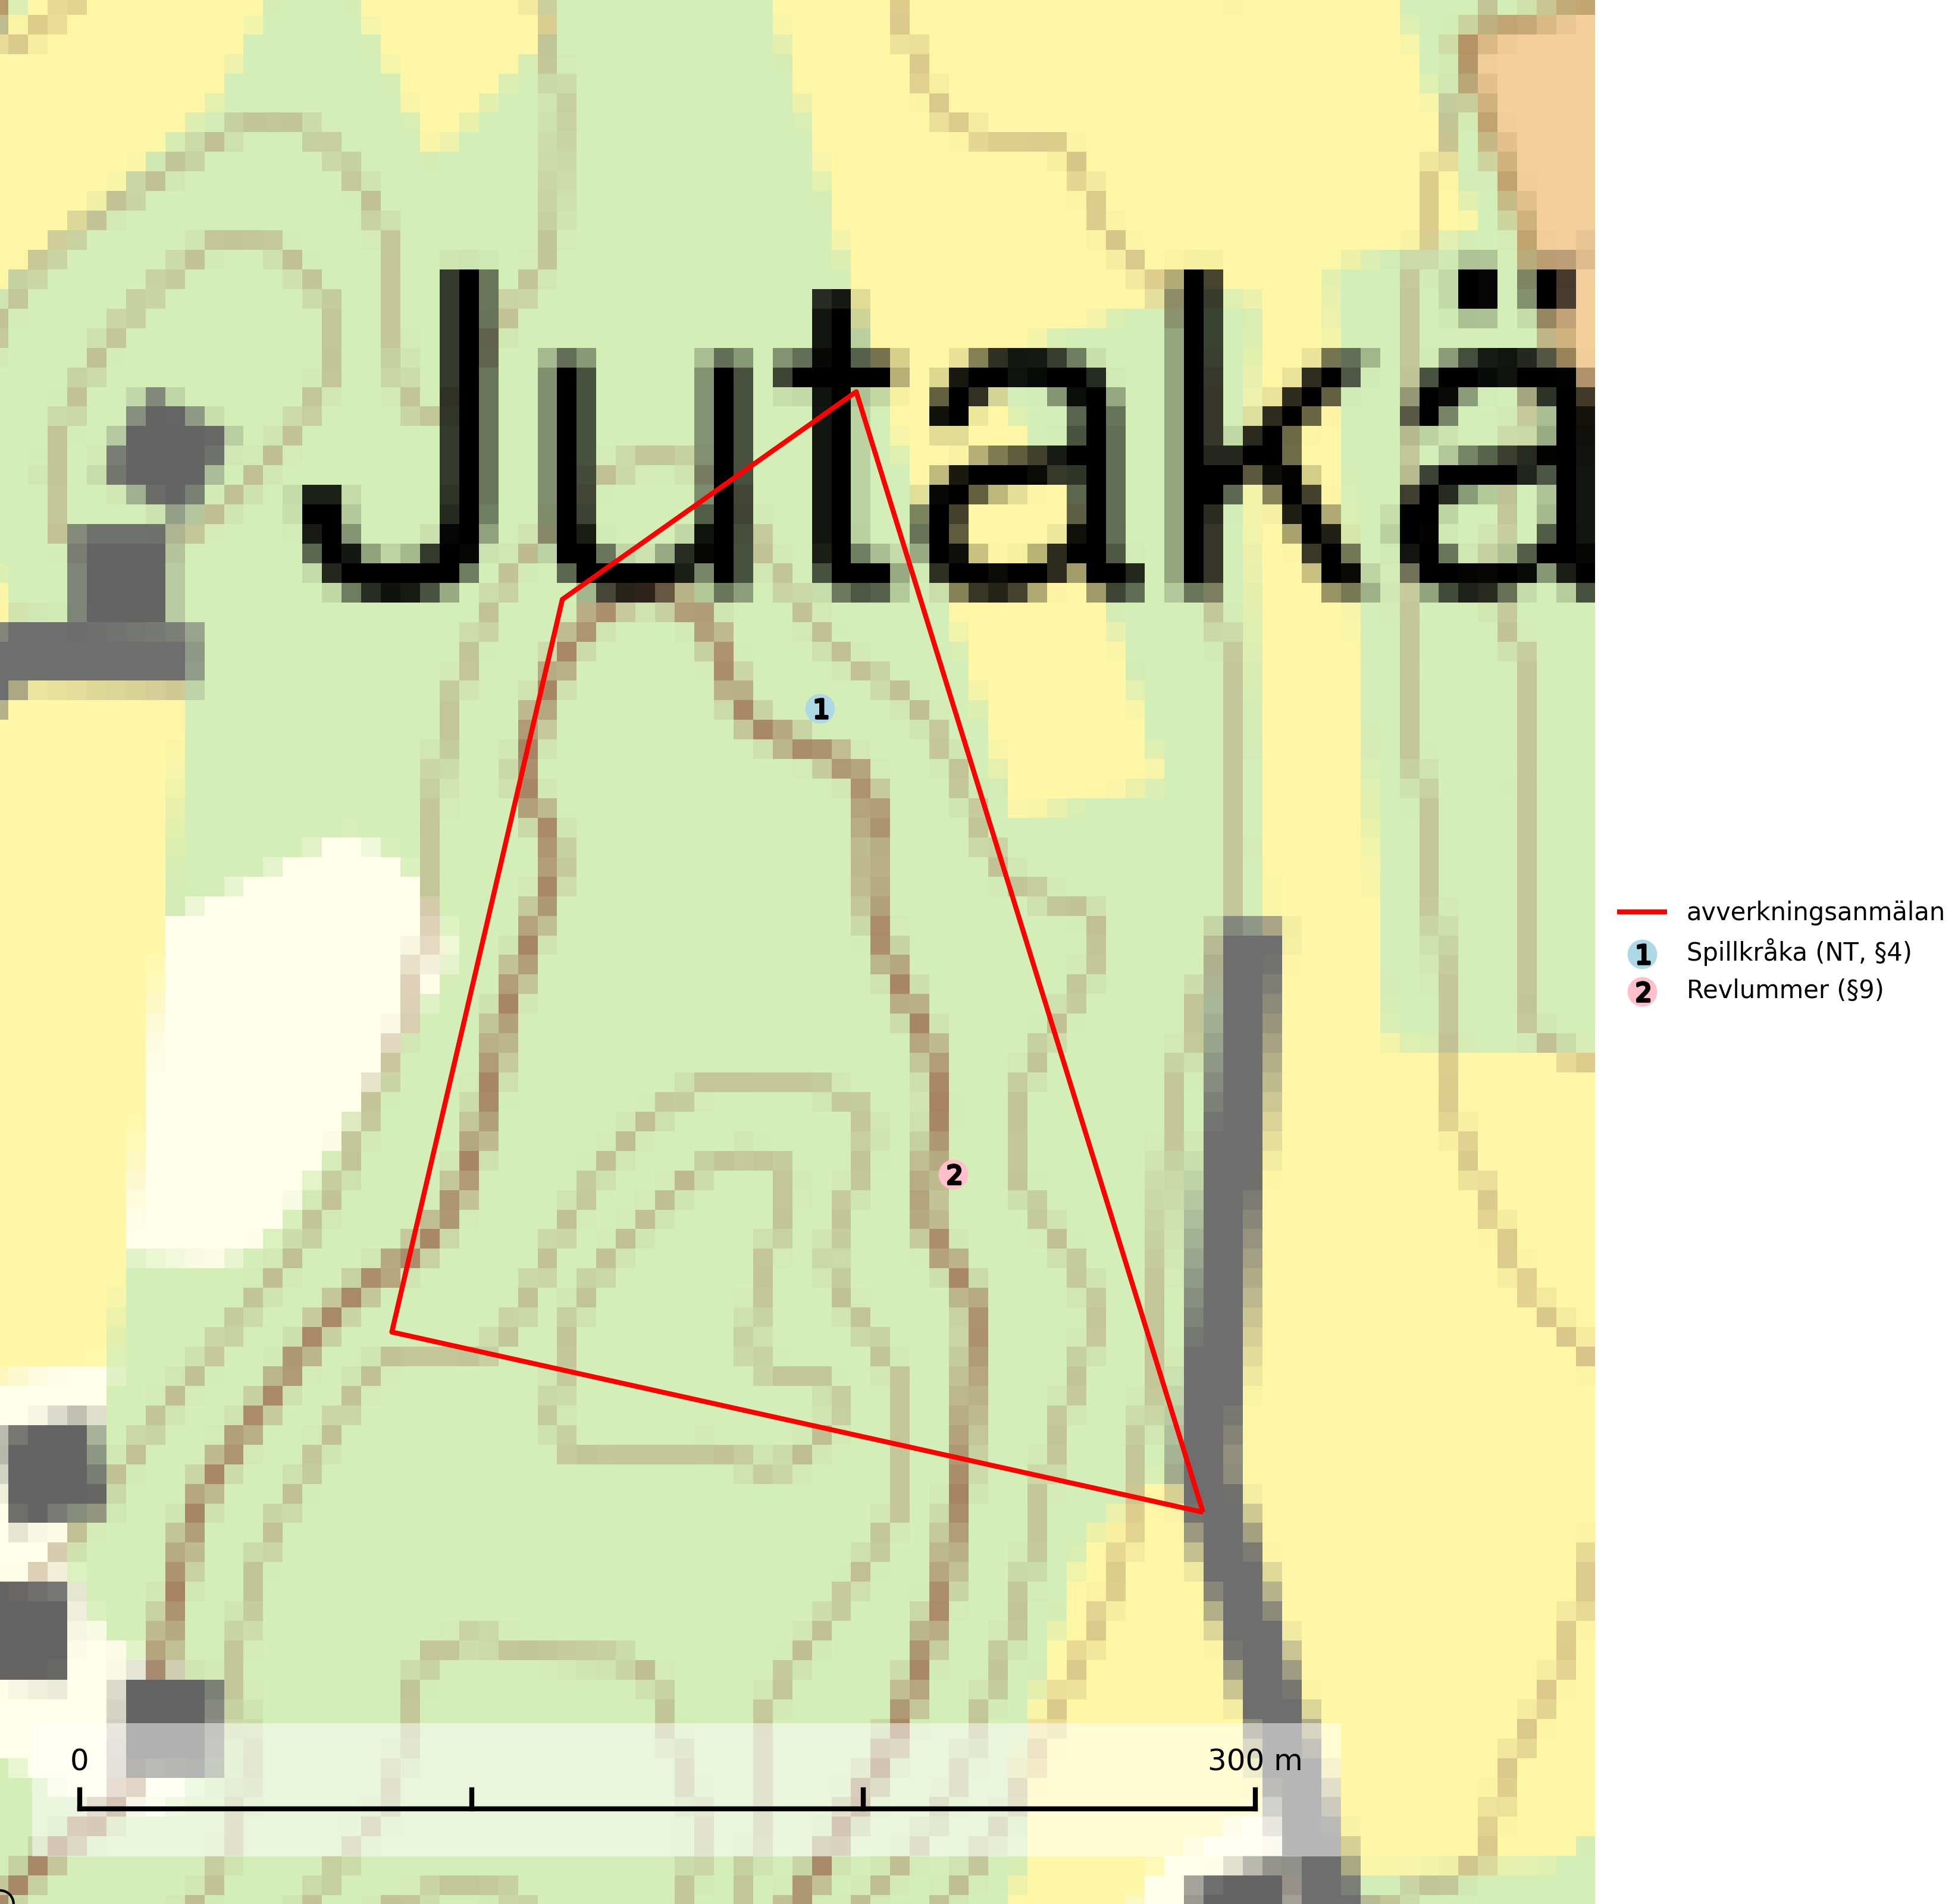 Jutakä
avverkningsanmälan
1 Spillkråka (NT, §4)
2 Revlummer (§9)
1
2
0 300 m